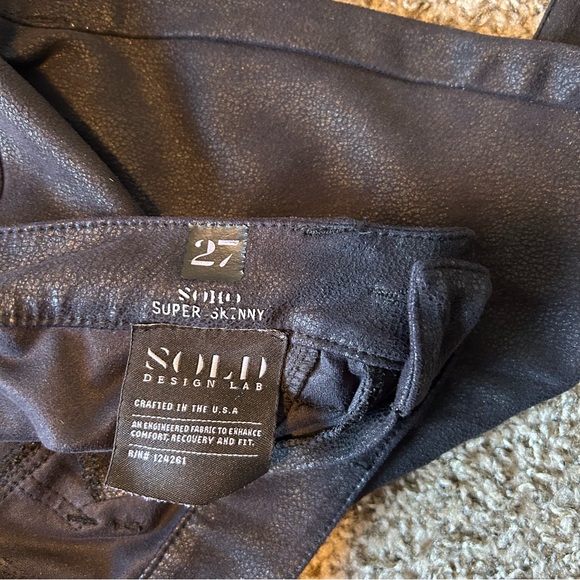 27
SOHO
SUPER SKINNY
SOLD
DESIGN LAB
CRAFTED IN THE U.S.A
AN ENGINEERED FABRIC TO ENHANCE
COMFORT, RECOVERY AND FIT.
R/N# 124261